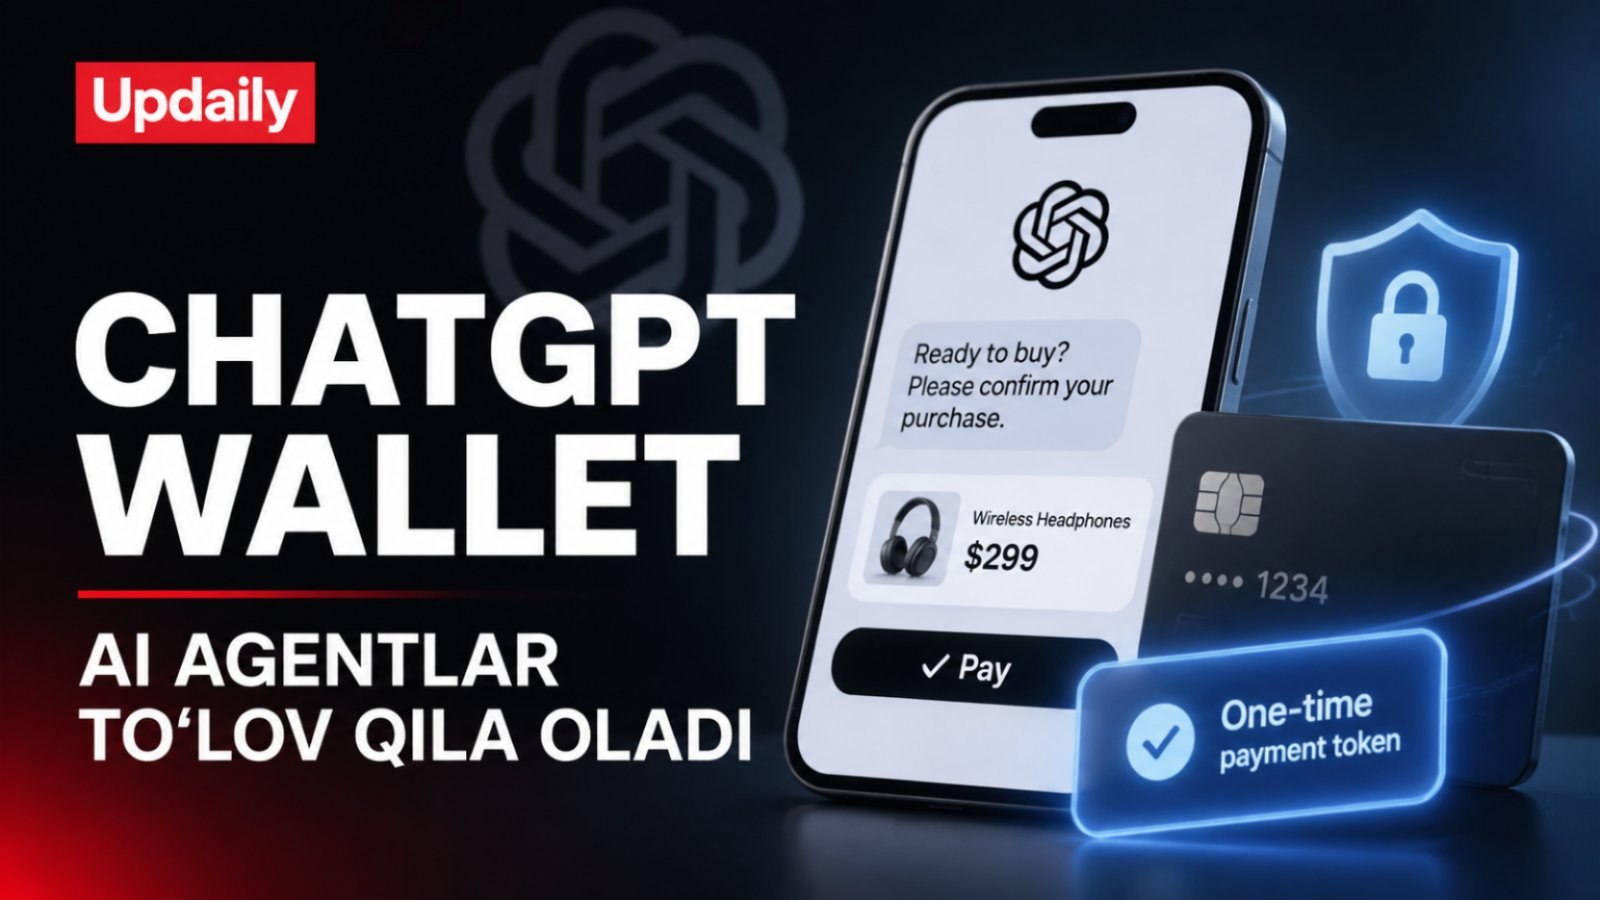 Updaily
CHATGPT
WALLET
AI AGENTLAR
TO‘LOV QILA OLADI
Ready to buy?
Please confirm your
purchase.
Wireless Headphones
$299
✓ Pay
•••• 1234
One-time
payment token